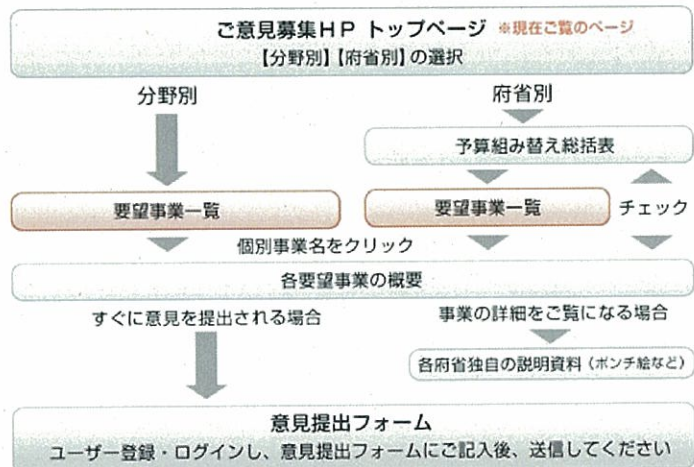 ご意見募集HP トップページ ※現在ご覧のページ
【分野別】【府省別】の選択
分野別
府省別
予算組み替え総括表
要望事業一覧
要望事業一覧
チェック
個別事業名をクリック
各要望事業の概要
すぐに意見を提出される場合
事業の詳細をご覧になる場合
各府省独自の説明資料（ポンチ絵など）
意見提出フォーム
ユーザー登録・ログインし、意見提出フォームにご記入後、送信してください